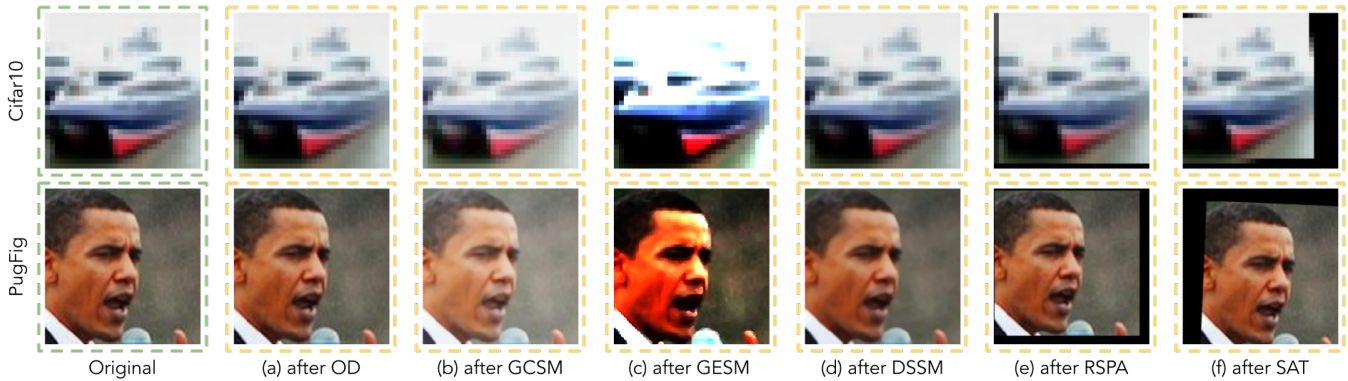 Cifar10
PugFig
Original (a) after OD (b) after GCSM (c) after GESM (d) after DSSM (e) after RSPA (f) after SAT